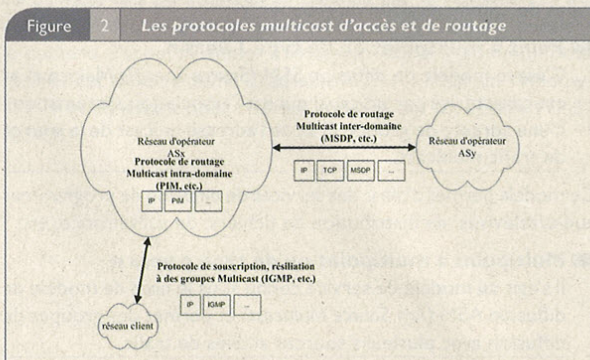 Figure 2 Les protocoles multicast d'accès et de routage
Réseau d'opérateur
ASx
Protocole de routage
Multicast intra-domaine
(PIM, etc.)
IP PIM ...
Protocole de routage
Multicast inter-domaine
(MSDP, etc.)
IP TCP MSDP ...
Réseau d'opérateur
ASy
Protocole de souscription, résiliation
à des groupes Multicast (IGMP, etc.)
IP IGMP ...
réseau client